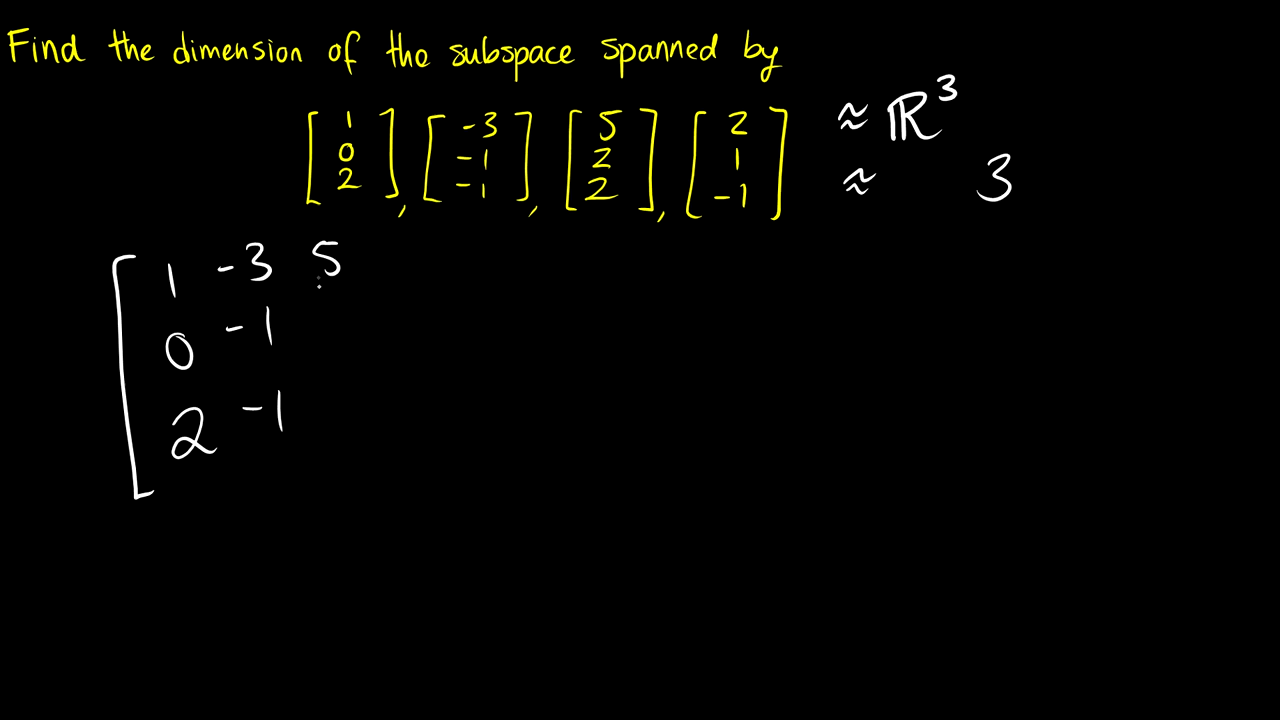 Find the dimension of the subspace spanned by
[1 0 2], [-3 -1 -1], [5 2 2], [2 1 -1] ≈ ℝ³
≈ 3
[1 -3 5
0 -1
2 -1